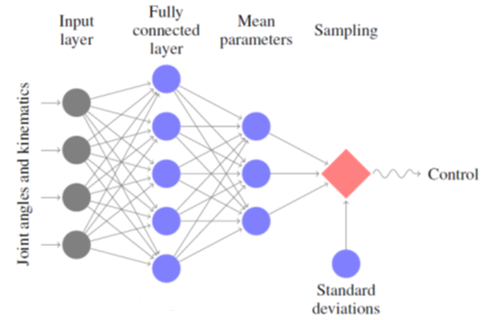 Input
layer
Fully
connected
layer
Mean
parameters
Sampling
Joint angles and kinematics
Control
Standard
deviations